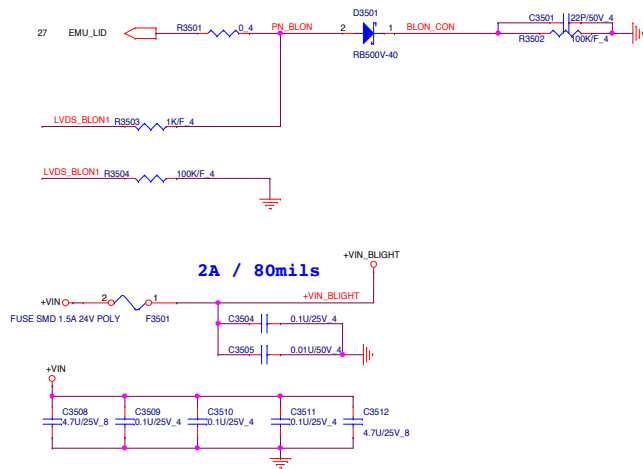 D3501
C3501 22P/50V_4
27 EMU_LID R3501 0_4 PN_BLON 2 1 BLON_CON
R3502 100K/F_4
RB500V-40
LVDS_BLON1 R3503 1K/F_4
LVDS_BLON1 R3504 100K/F_4
+VIN_BLIGHT
2A / 80mils
+VIN 2 1 +VIN_BLIGHT
FUSE SMD 1.5A 24V POLY F3501
C3504 0.1U/25V_4
C3505 0.01U/50V_4
+VIN
C3508 C3509 C3510 C3511 C3512
4.7U/25V_8 0.1U/25V_4 0.1U/25V_4 0.1U/25V_4
4.7U/25V_8